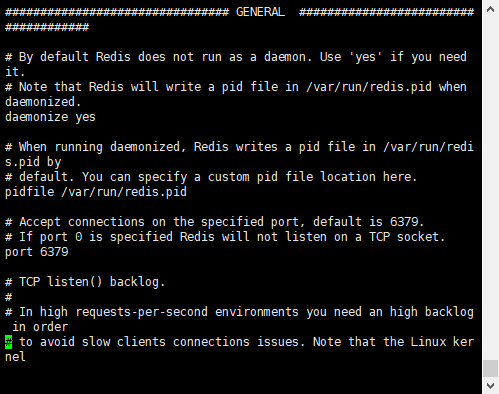 ################################ GENERAL  #########################
############
# By default Redis does not run as a daemon. Use 'yes' if you need
it.
# Note that Redis will write a pid file in /var/run/redis.pid when
daemonized.
daemonize yes
# When running daemonized, Redis writes a pid file in /var/run/redi
s.pid by
# default. You can specify a custom pid file location here.
pidfile /var/run/redis.pid
# Accept connections on the specified port, default is 6379.
# If port 0 is specified Redis will not listen on a TCP socket.
port 6379
# TCP listen() backlog.
#
# In high requests-per-second environments you need an high backlog
 in order
# to avoid slow clients connections issues. Note that the Linux ker
nel